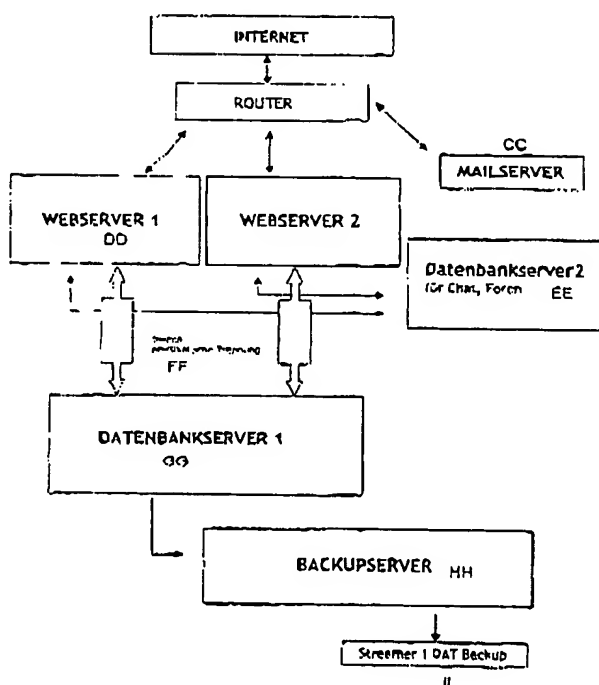 INTERNET
ROUTER
CC
MAILSERVER
WEBSERVER 1
DD
WEBSERVER 2
Datenbankserver2
für Chat, Foren EE
FF
DATENBANKSERVER 1
GG
BACKUPSERVER HH
Streamer 1 DAT Backup
II